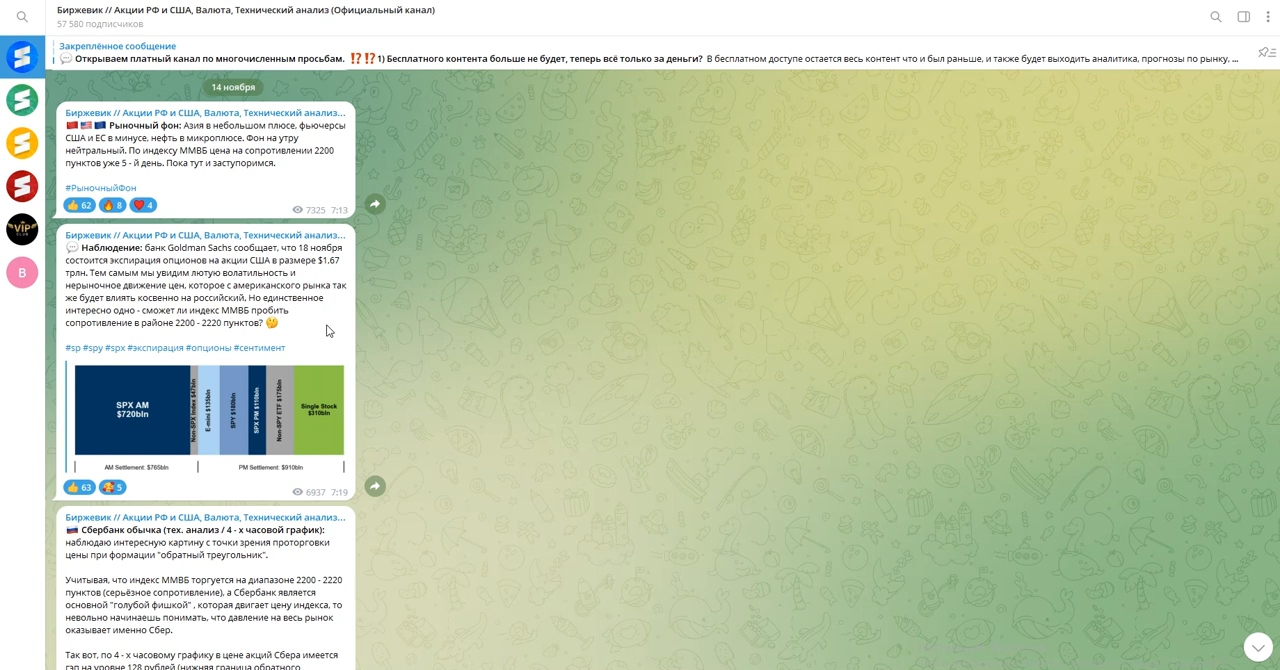 Биржевик // Акции РФ и США, Валюта, Технический анализ (Официальный канал)
57 580 подписчиков
Закреплённое сообщение
💬 Открываем платный канал по многочисленным просьбам. ⁉️⁉️1) Бесплатного контента больше не будет, теперь всё только за деньги? В бесплатном доступе остается весь контент что и был раньше, и также будет выходить аналитика, прогнозы по рынку, ...
14 ноября
Биржевик // Акции РФ и США, Валюта, Технический анализ...
🇨🇳 🇺🇸 🇪🇺 Рыночный фон: Азия в небольшом плюсе, фьючерсы
США и ЕС в минусе, нефть в микроплюсе. Фон на утру
нейтральный. По индексу ММВБ цена на сопротивлении 2200
пунктов уже 5 - й день. Пока тут и заступоримся.
#РыночныйФон
👍 62 🔥 8 ❤️ 4
7325 7:13
Биржевик // Акции РФ и США, Валюта, Технический анализ...
💬 Наблюдение: банк Goldman Sachs сообщает, что 18 ноября
состоится экспирация опционов на акции США в размере $1,67
трлн. Тем самым мы увидим лютую волатильность и
нерыночное движение цен, которое с американского рынка так
же будет влиять косвенно на российский. Но единственное
интересно одно - сможет ли индекс ММВБ пробить
сопротивление в районе 2200 - 2220 пунктов? 🤔
#sp #spy #spx #экспирация #опционы #сентимент
SPX AM
$720bln
Non-SPX Index $47bln
E-mini $135bln
SPY $180bln
SPX PM $110bln
Non-SPY ETF $175bln
Single Stock
$310bln
AM Settlement: $765bln
PM Settlement: $910bln
👍 63 🥰 5
6937 7:19
Биржевик // Акции РФ и США, Валюта, Технический анализ...
🇷🇺 Сбербанк обычка (тех. анализ / 4 - х часовой график):
наблюдаю интересную картину с точки зрения проторговки
цены при формации "обратный треугольник".
Учитывая, что индекс ММВБ торгуется на диапазоне 2200 - 2220
пунктов (серьёзное сопротивление), а Сбербанк является
основной "голубой фишкой" , которая двигает цену индекса, то
невольно начинаешь понимать, что давление на весь рынок
оказывает именно Сбер.
Так вот, по 4 - х часовому графику в цене акций Сбера имеется
гэп на уровне 128 рублей (нижняя граница обратного
VIP
CLUB
B